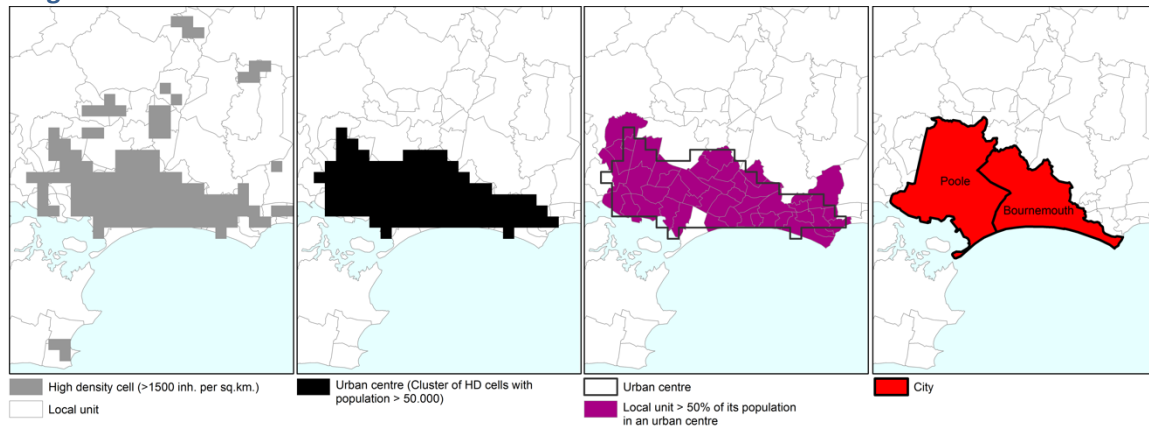 Poole
Bournemouth
High density cell (>1500 inh. per sq.km.)
Local unit
Urban centre (Cluster of HD cells with
population > 50.000)
Urban centre
Local unit > 50% of its population
in an urban centre
City